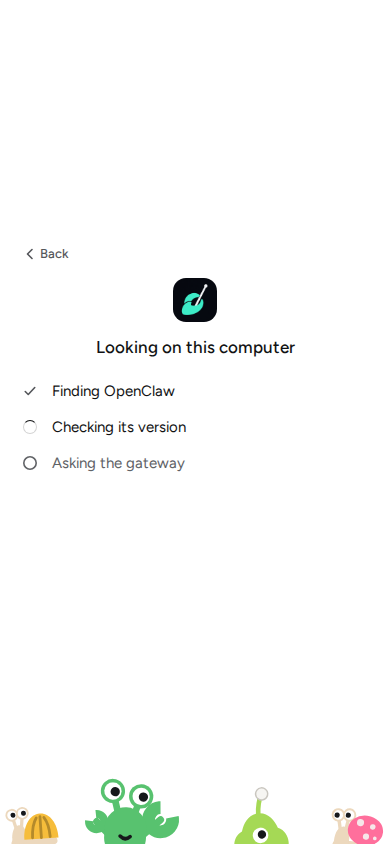 Back
Looking on this computer
Finding OpenClaw
Checking its version
Asking the gateway